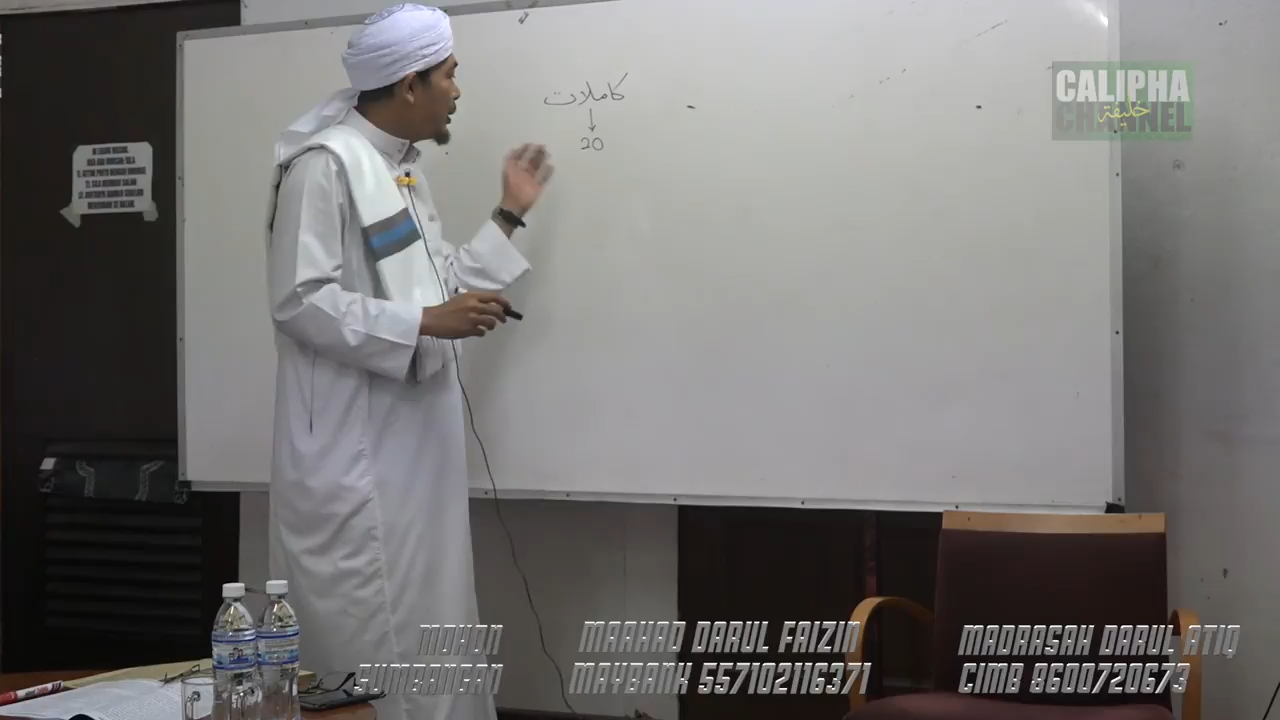 كاملات
20
CALIPHA
خليفة
CHANNEL
MOHON
SUMBANGAN
MAAHAD DARUL FAIZIN
MAYBANK 557102116371
MADRASAH DARUL ATIQ
CIMB 8600720673